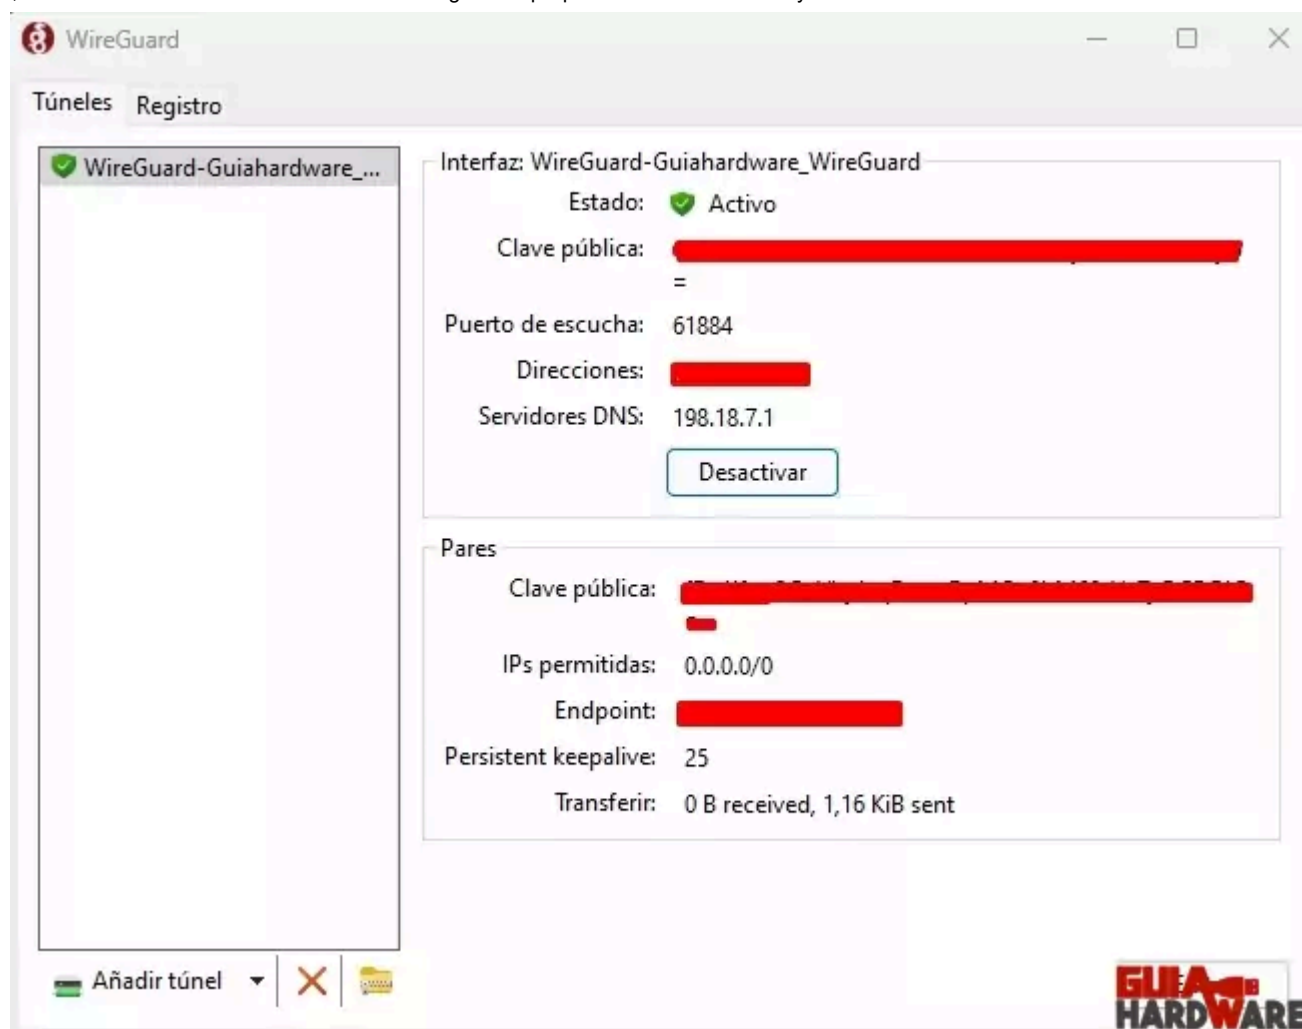 WireGuard
Túneles
Registro
WireGuard-Guiahardware_...
Interfaz: WireGuard-Guiahardware_WireGuard
Estado: Activo
Clave pública:
=
Puerto de escucha: 61884
Direcciones:
Servidores DNS: 198.18.7.1
Desactivar
Pares
Clave pública:
IPs permitidas: 0.0.0.0/0
Endpoint:
Persistent keepalive: 25
Transferir: 0 B received, 1,16 KiB sent
Añadir túnel
GUIA
HARDWARE